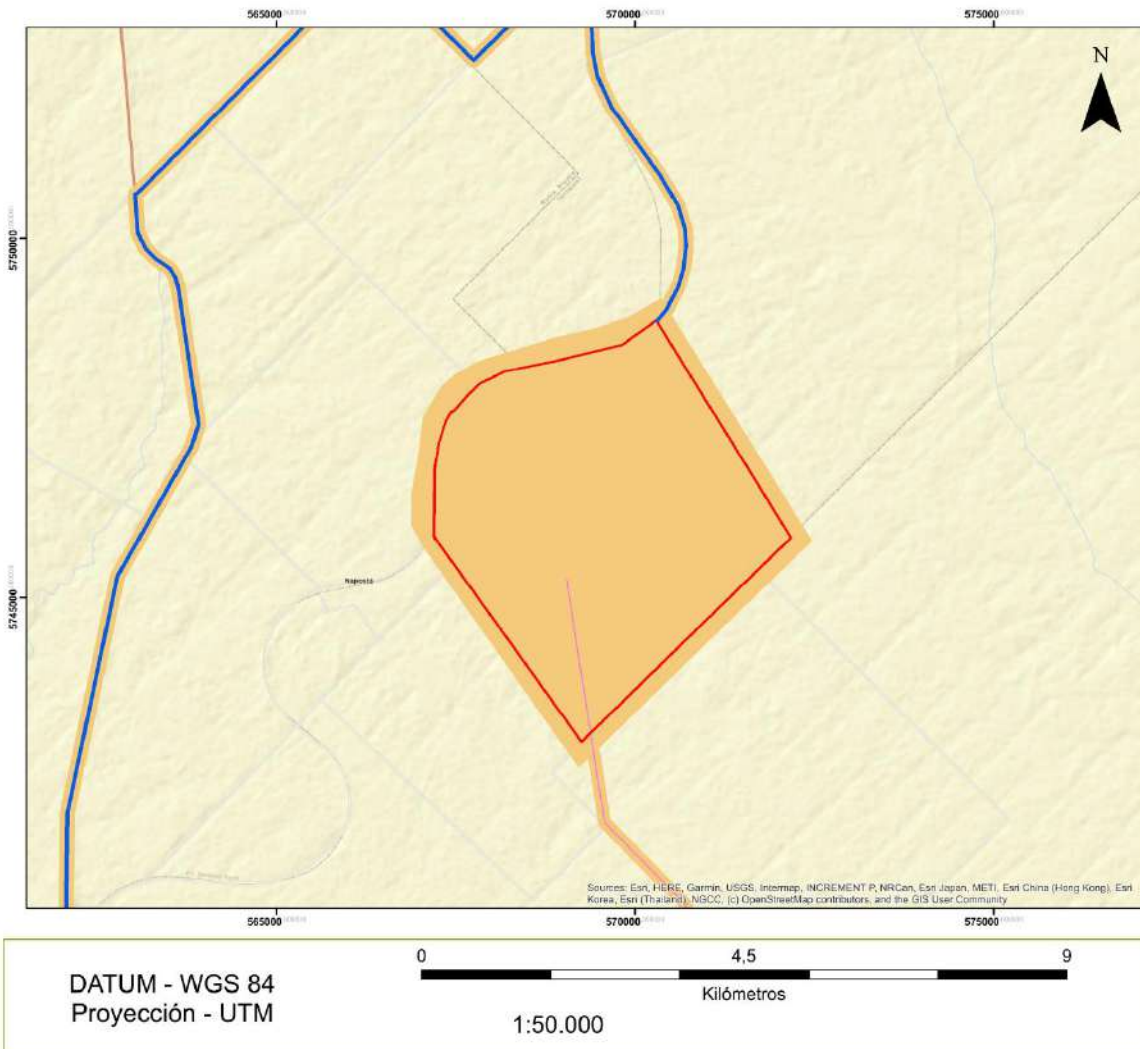 565000 570000 575000
N
5750000
5745000
Naposta
Sources: Esri, HERE, Garmin, USGS, Intermap, INCREMENT P, NRCan, Esri Japan, METI, Esri China (Hong Kong), Esri
Korea, Esri (Thailand), NGCC, (c) OpenStreetMap contributors, and the GIS User Community
565000 570000 575000
DATUM - WGS 84
Proyección - UTM
0 4,5 9
Kilómetros
1:50.000